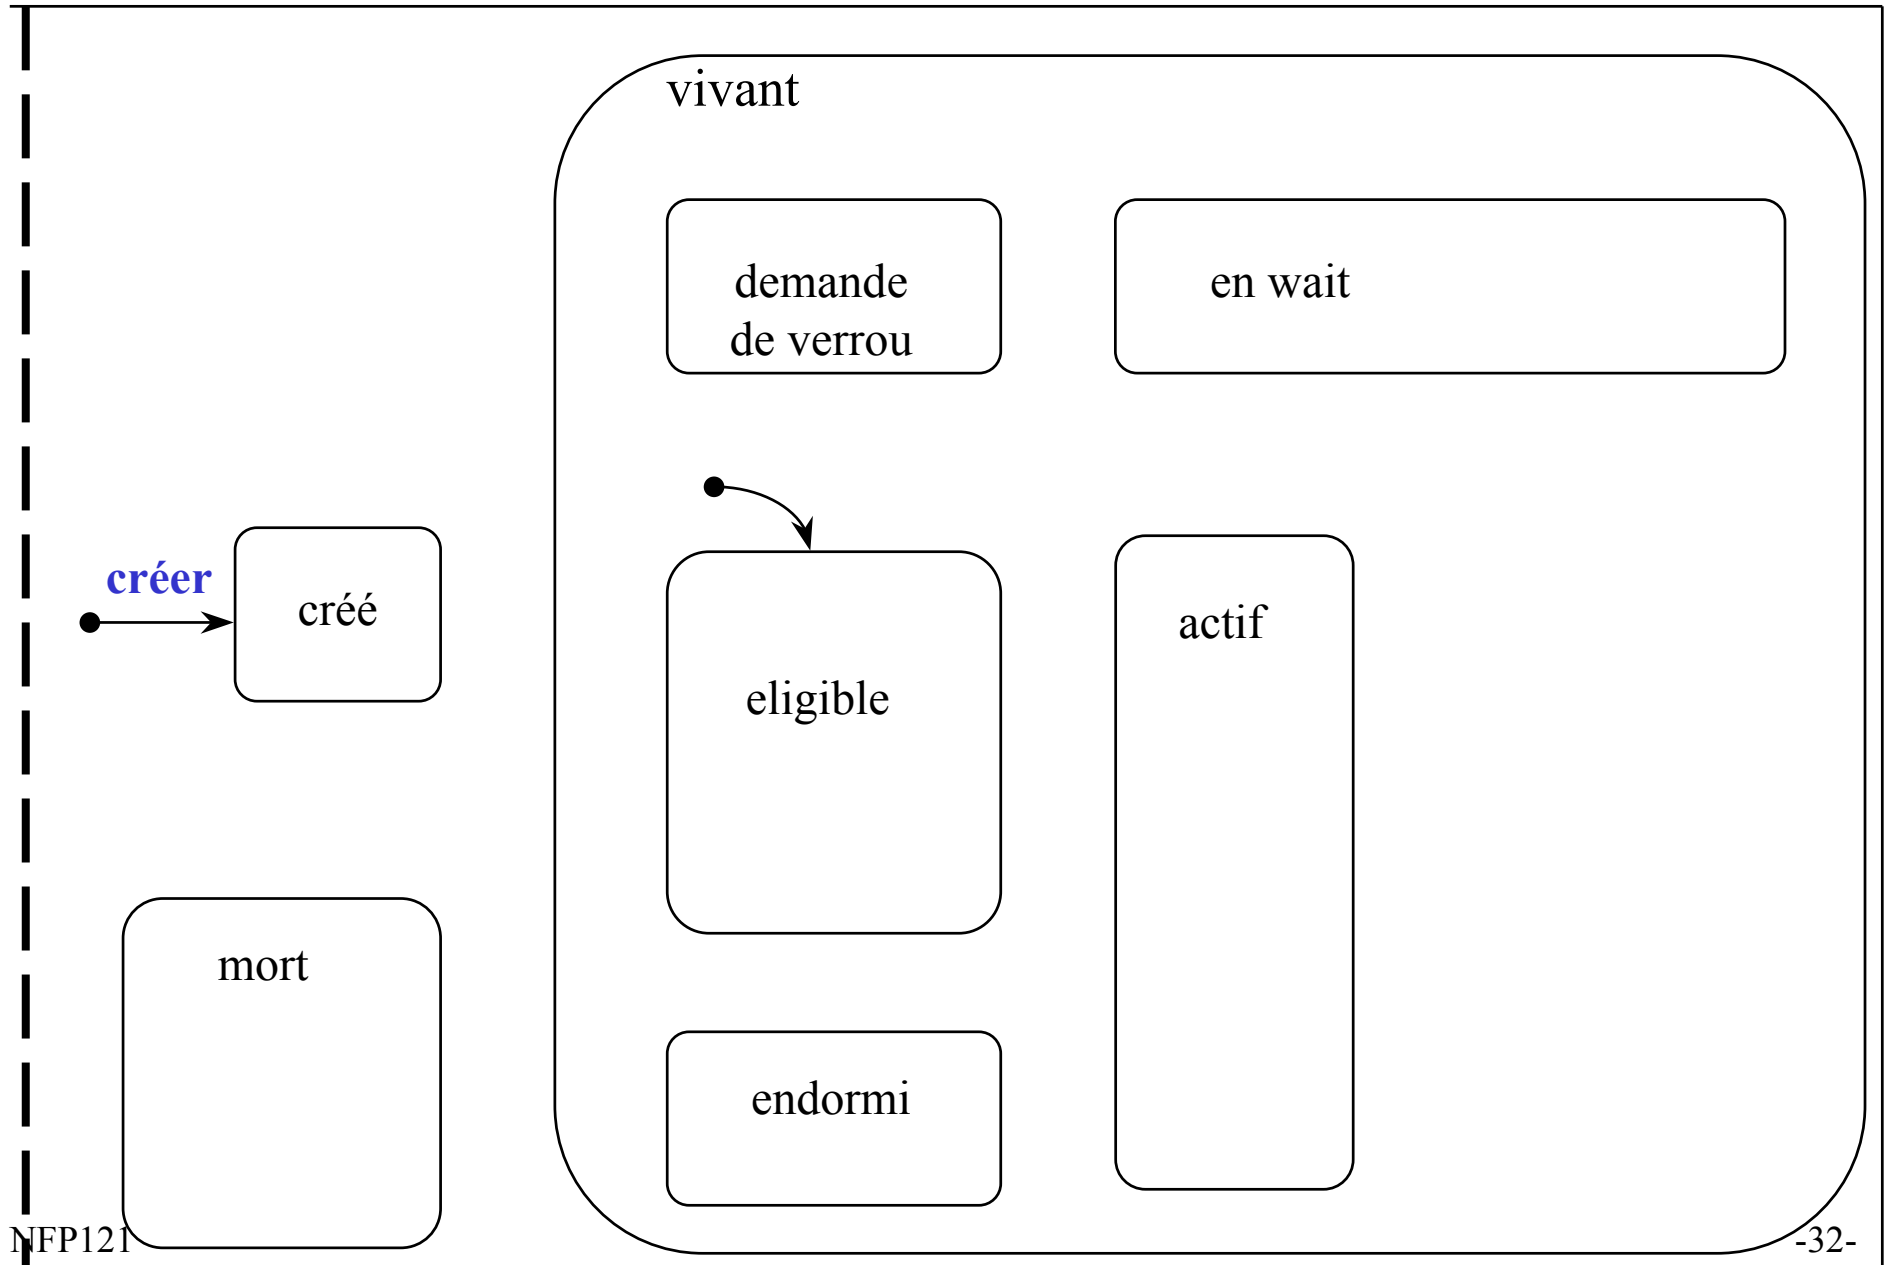 vivant
demande
de verrou
en wait
créer
créé
eligible
actif
mort
endormi
NFP121
-32-